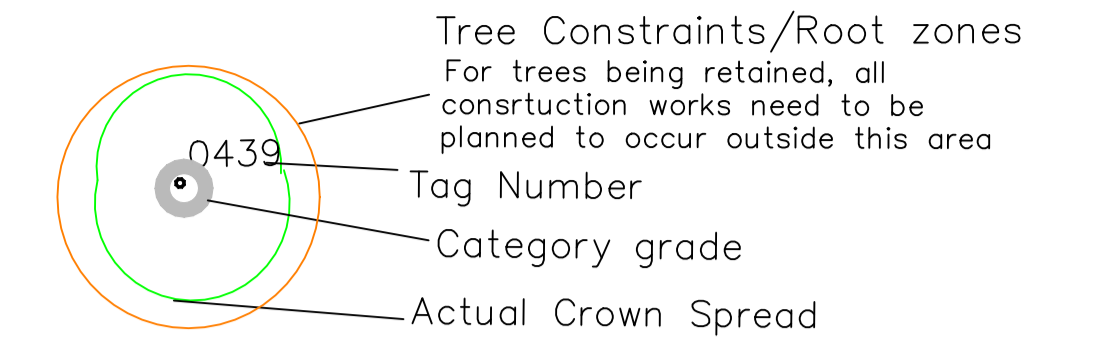 Tree Constraints/Root zones
For trees being retained, all
consrtuction works need to be
planned to occur outside this area
0439
Tag Number
Category grade
Actual Crown Spread